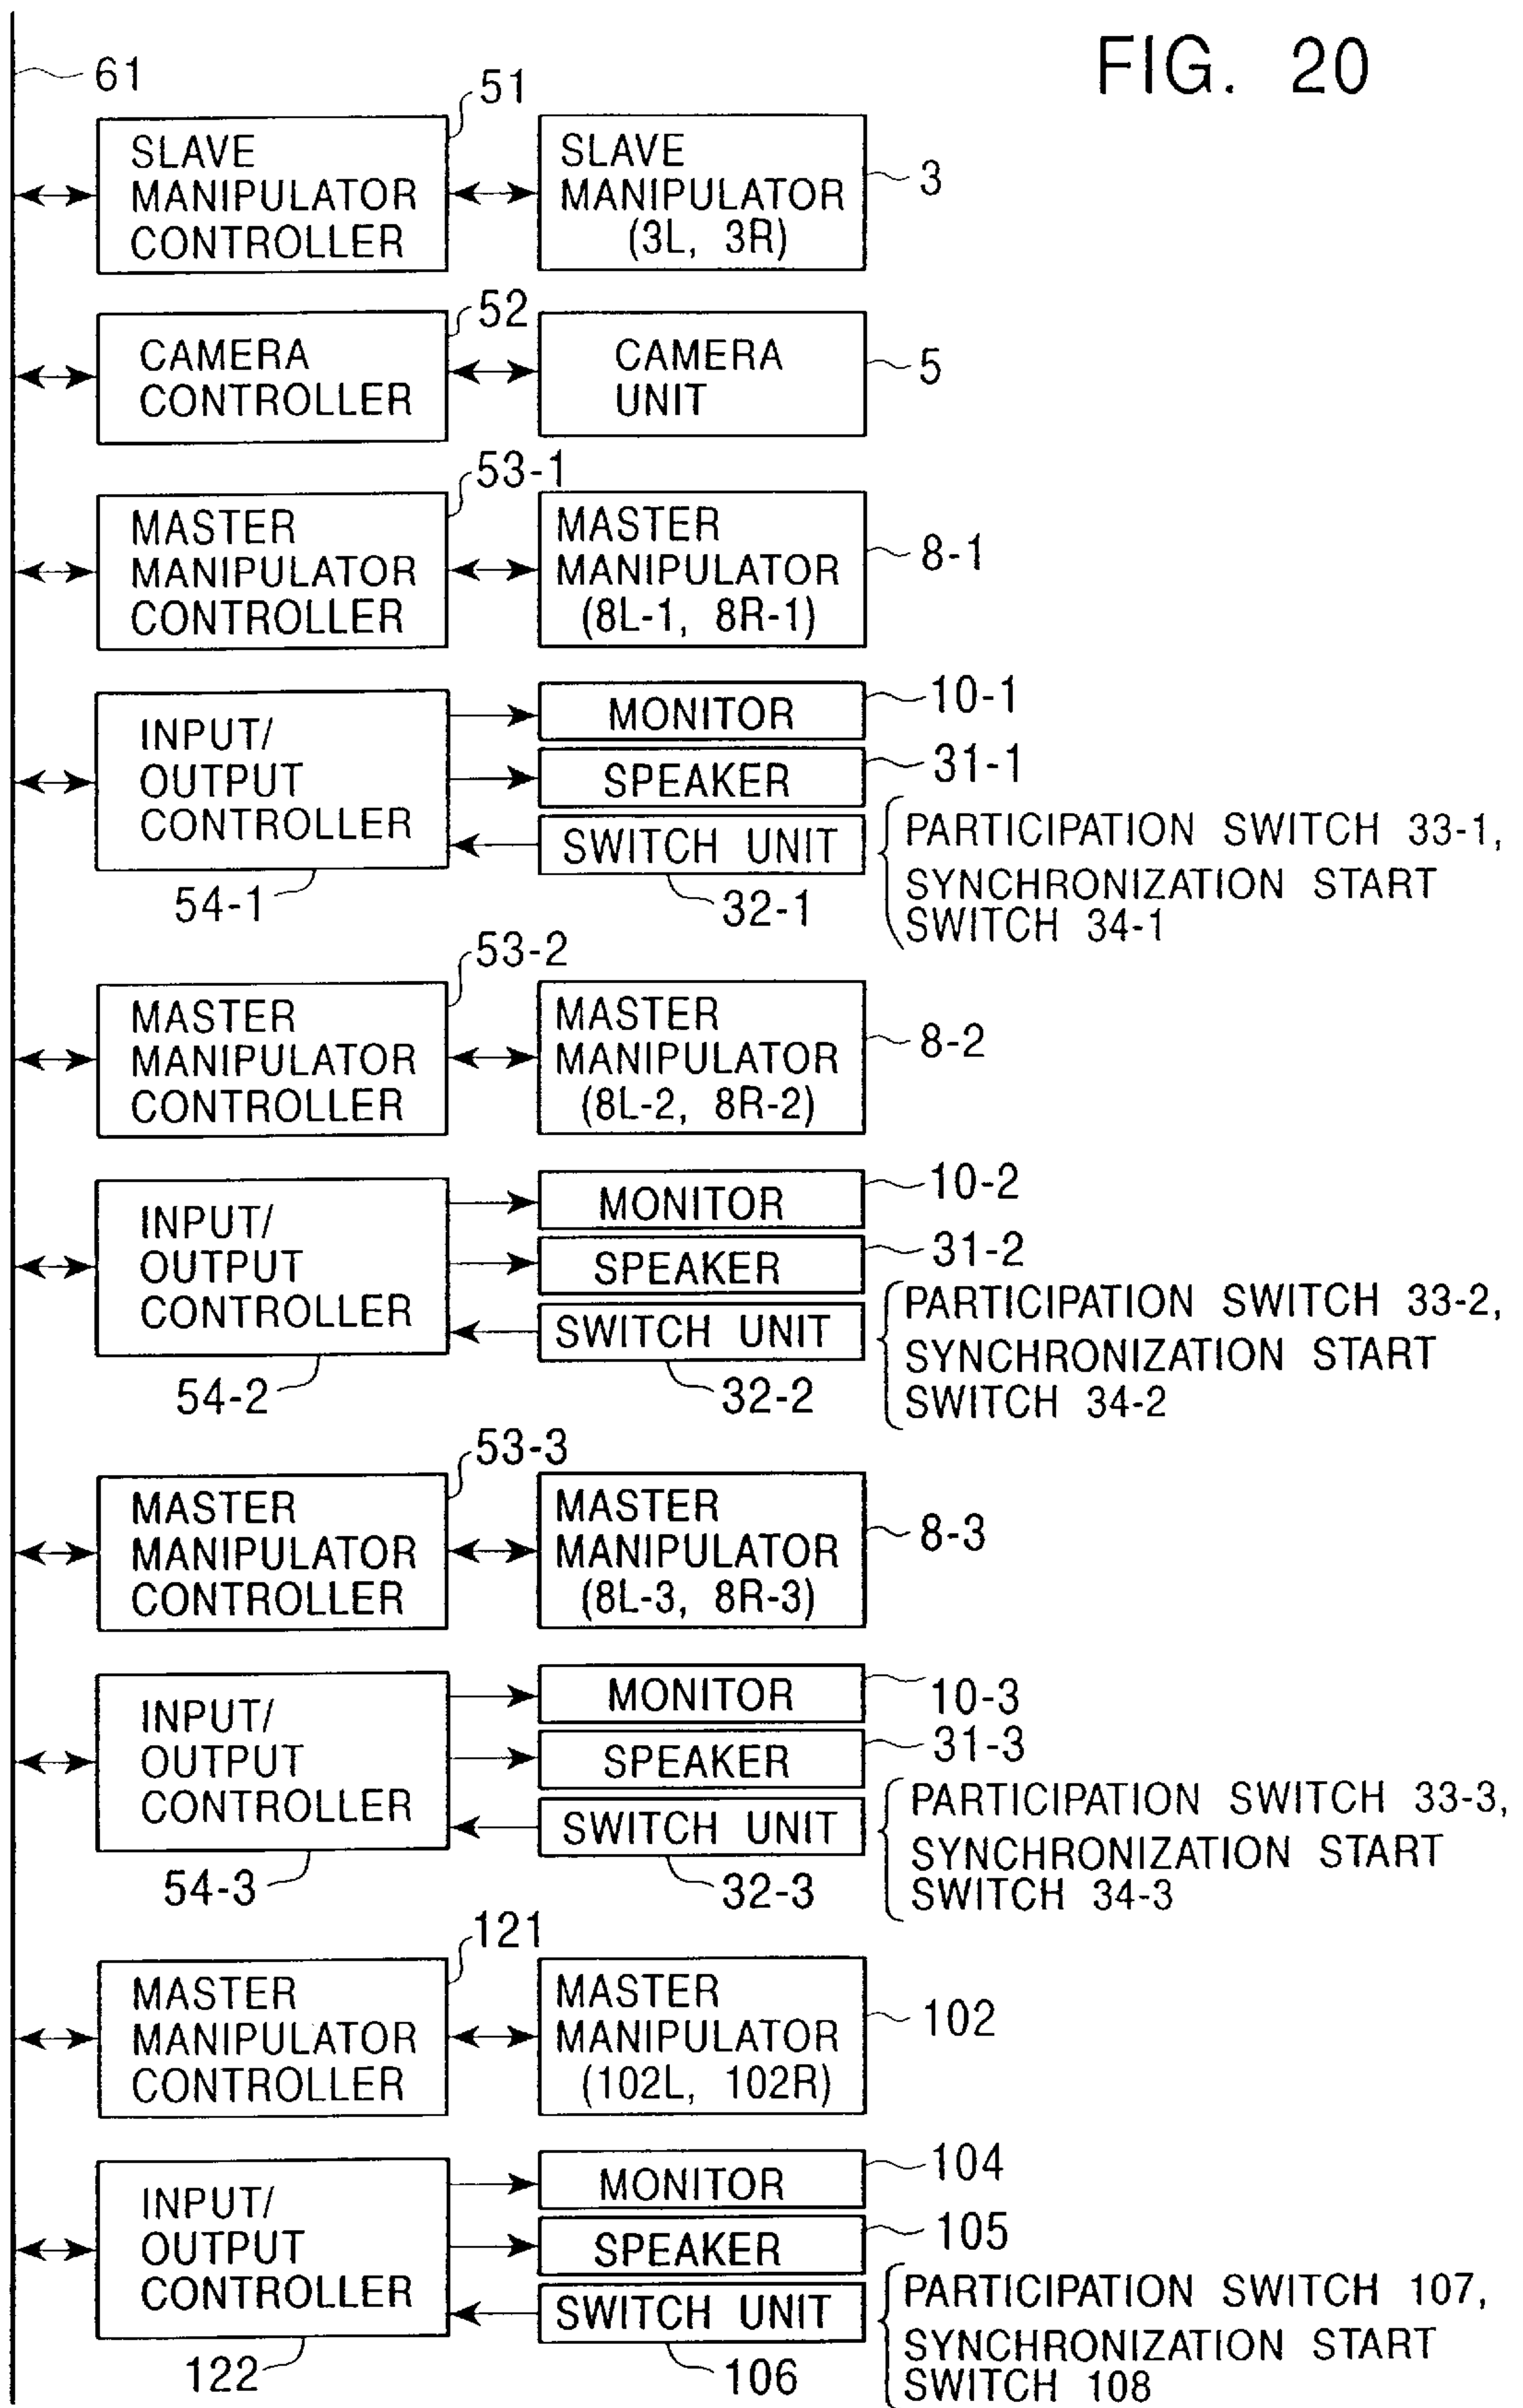 FIG. 20
61
51
SLAVE
MANIPULATOR
CONTROLLER
SLAVE
MANIPULATOR
(3L, 3R)
3
52
CAMERA
CONTROLLER
CAMERA
UNIT
5
53-1
MASTER
MANIPULATOR
CONTROLLER
MASTER
MANIPULATOR
(8L-1, 8R-1)
8-1
INPUT/
OUTPUT
CONTROLLER
54-1
MONITOR
10-1
SPEAKER
31-1
SWITCH UNIT
32-1
PARTICIPATION SWITCH 33-1,
SYNCHRONIZATION START
SWITCH 34-1
53-2
MASTER
MANIPULATOR
CONTROLLER
MASTER
MANIPULATOR
(8L-2, 8R-2)
8-2
INPUT/
OUTPUT
CONTROLLER
54-2
MONITOR
10-2
SPEAKER
31-2
SWITCH UNIT
32-2
PARTICIPATION SWITCH 33-2,
SYNCHRONIZATION START
SWITCH 34-2
53-3
MASTER
MANIPULATOR
CONTROLLER
MASTER
MANIPULATOR
(8L-3, 8R-3)
8-3
INPUT/
OUTPUT
CONTROLLER
54-3
MONITOR
10-3
SPEAKER
31-3
SWITCH UNIT
32-3
PARTICIPATION SWITCH 33-3,
SYNCHRONIZATION START
SWITCH 34-3
121
MASTER
MANIPULATOR
CONTROLLER
MASTER
MANIPULATOR
(102L, 102R)
102
INPUT/
OUTPUT
CONTROLLER
122
MONITOR
104
SPEAKER
105
SWITCH UNIT
106
PARTICIPATION SWITCH 107,
SYNCHRONIZATION START
SWITCH 108